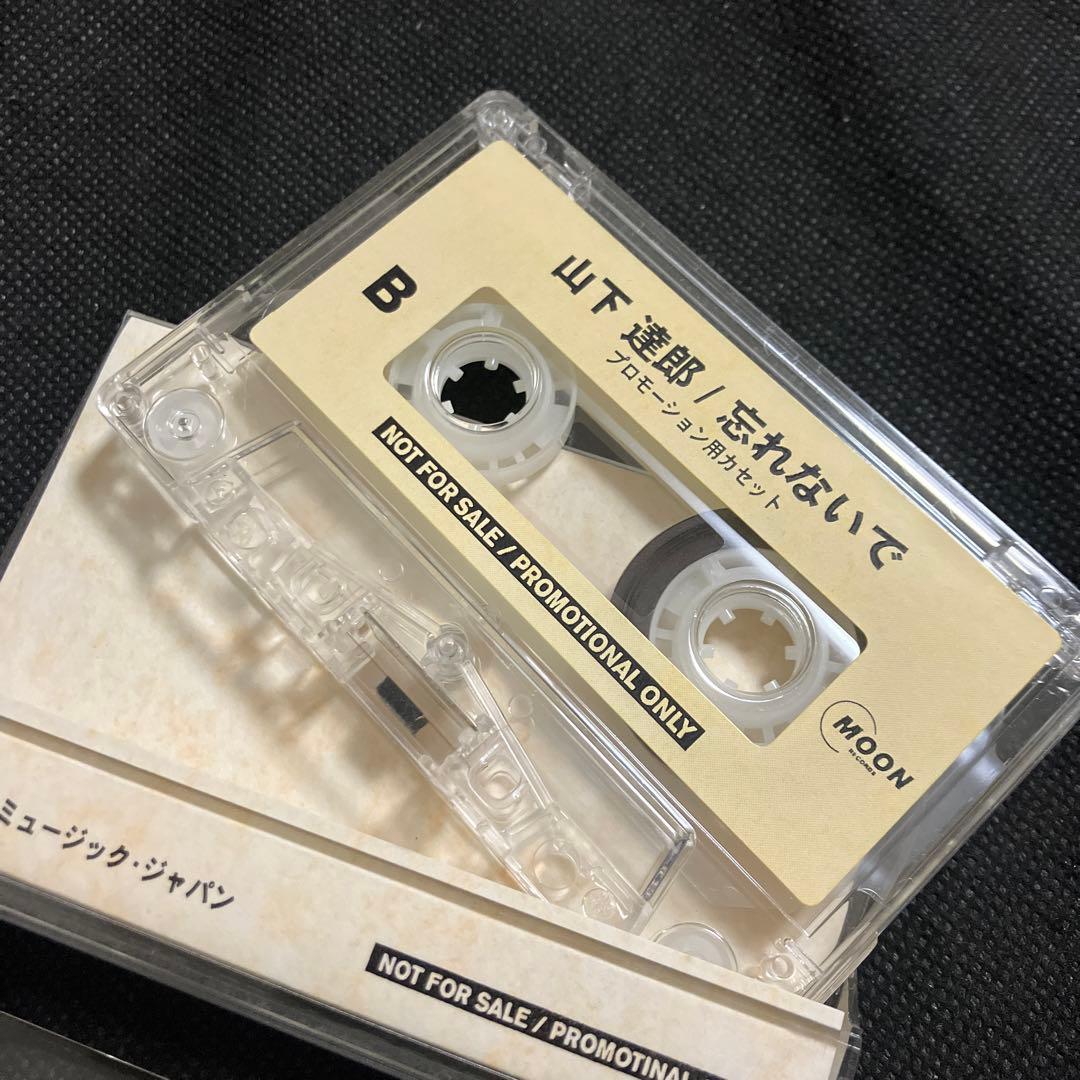 B
山下 達郎 / 忘れないで
プロモーション用カセット
NOT FOR SALE / PROMOTIONAL ONLY
MOON
RECORDS
ミュージック・ジャパン
NOT FOR SALE / PROMOTINAL